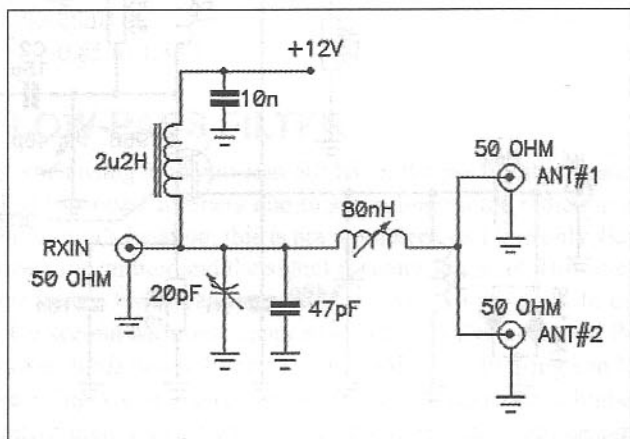 +12V
10n
2u2H
50 OHM
ANT#1
80nH
RXIN
50 OHM
20pF
47pF
50 OHM
ANT#2